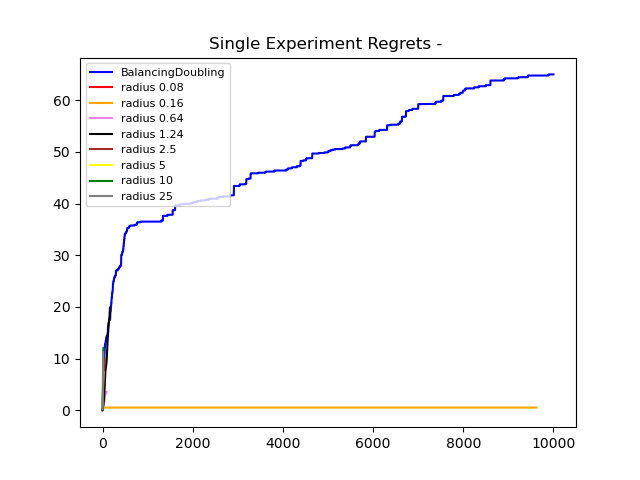 Single Experiment Regrets -
BalancingDoubling
radius 0.08
radius 0.16
radius 0.64
radius 1.24
radius 2.5
radius 5
radius 10
radius 25
60
50
40
30
20
10
0
0 2000 4000 6000 8000 10000